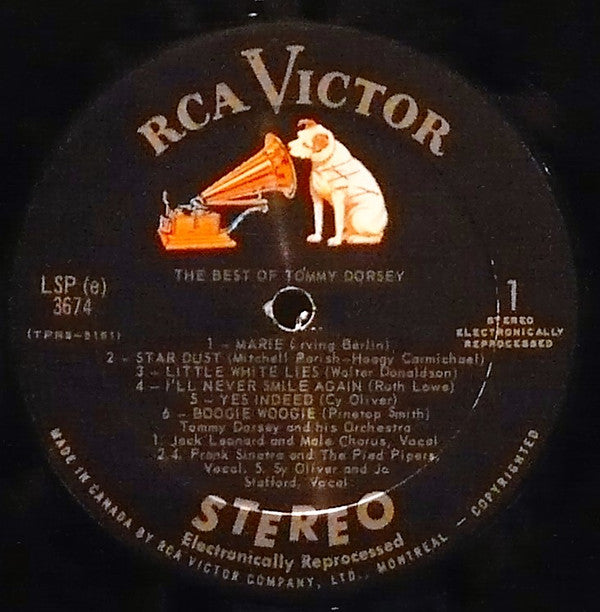 RCA VICTOR
THE BEST OF TOMMY DORSEY
LSP (e)
3674
1
STEREO
ELECTRONICALLY
REPROCESSED
1 – MARIE (Irving Berlin)
2 – STAR DUST (Mitchell Parish–Hoagy Carmichael)
3 – LITTLE WHITE LIES (Walter Donaldson)
4 – I'LL NEVER SMILE AGAIN (Ruth Lowe)
5 – YES INDEED (Cy Oliver)
6 – BOOGIE WOOGIE (Pinetop Smith)
Tommy Dorsey and his Orchestra
1. Jack Leonard and Male Chorus, Vocal
2.4. Frank Sinatra and The Pied Pipers,
Vocal. 5. Sy Oliver and Jo
Stafford, Vocal
STEREO
Electronically Reprocessed
MADE IN CANADA BY RCA VICTOR COMPANY, LTD., MONTREAL – COPYRIGHTED